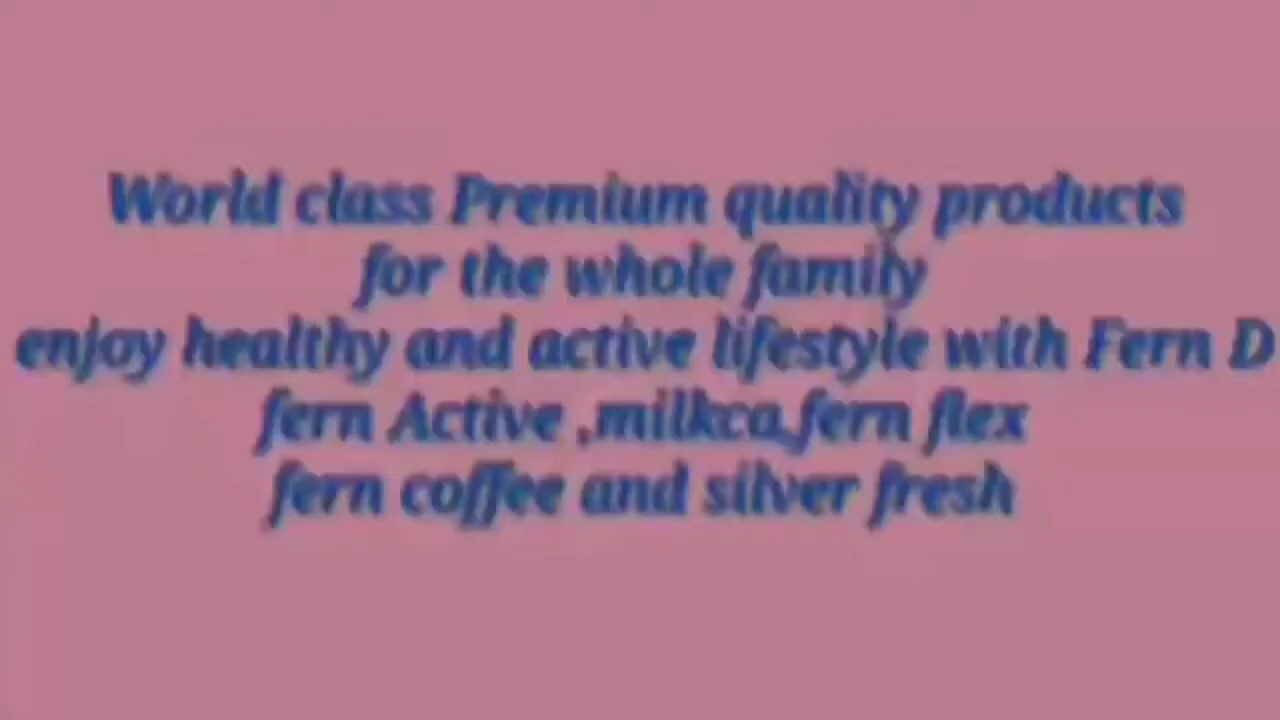 World class Premium quality products
for the whole family
enjoy healthy and active lifestyle with Fern D
fern Active ,milkca,fern flex
fern coffee and silver fresh